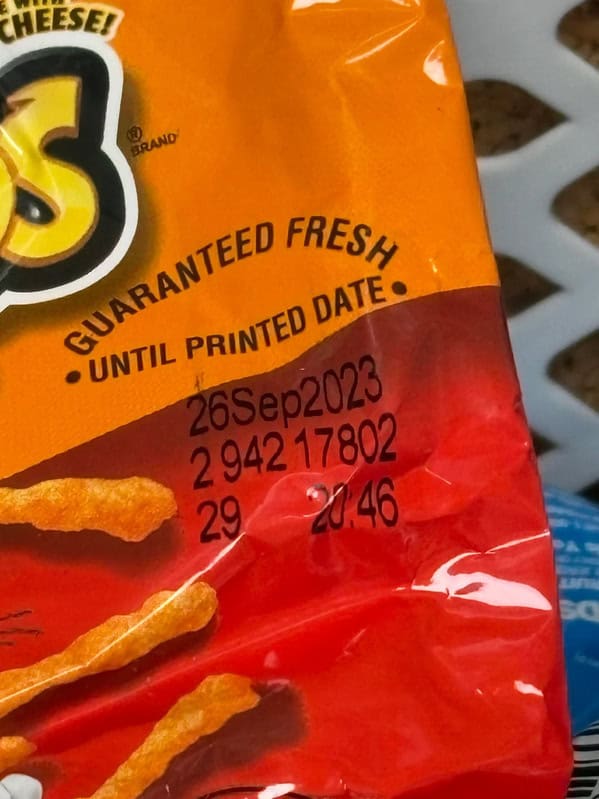 CHEESE!
® BRAND
GUARANTEED FRESH
• UNTIL PRINTED DATE •
26Sep2023
2 942 17802
29 20:46